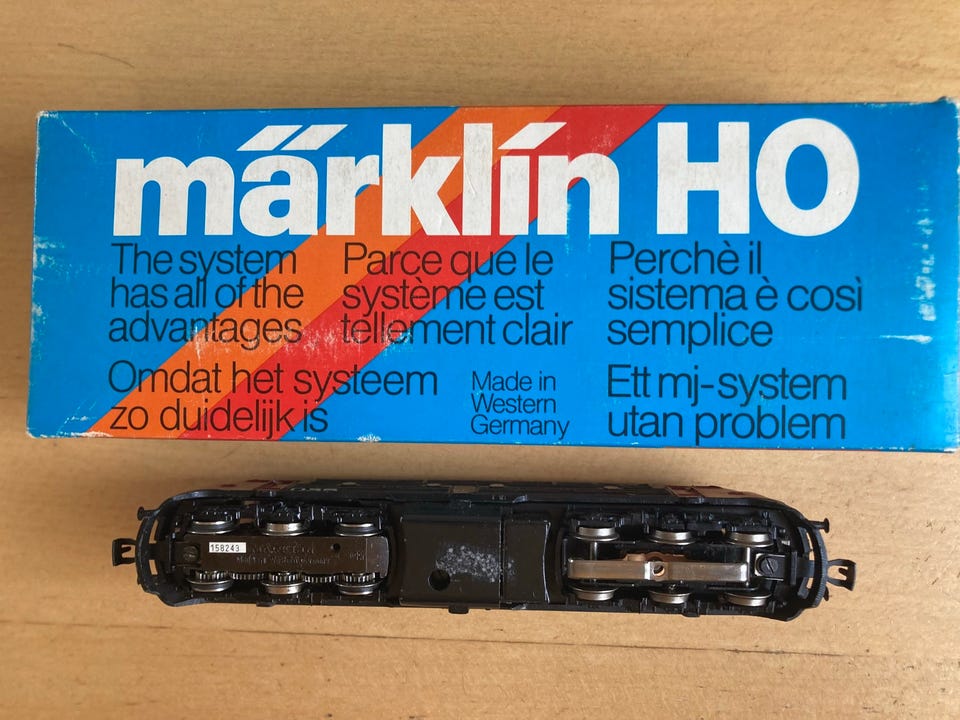 märklin HO
The system
has all of the
advantages
Parce que le
système est
tellement clair
Perchè il
sistema è così
semplice
Omdat het systeem
zo duidelijk is
Made in
Western
Germany
Ett mj-system
utan problem
158243